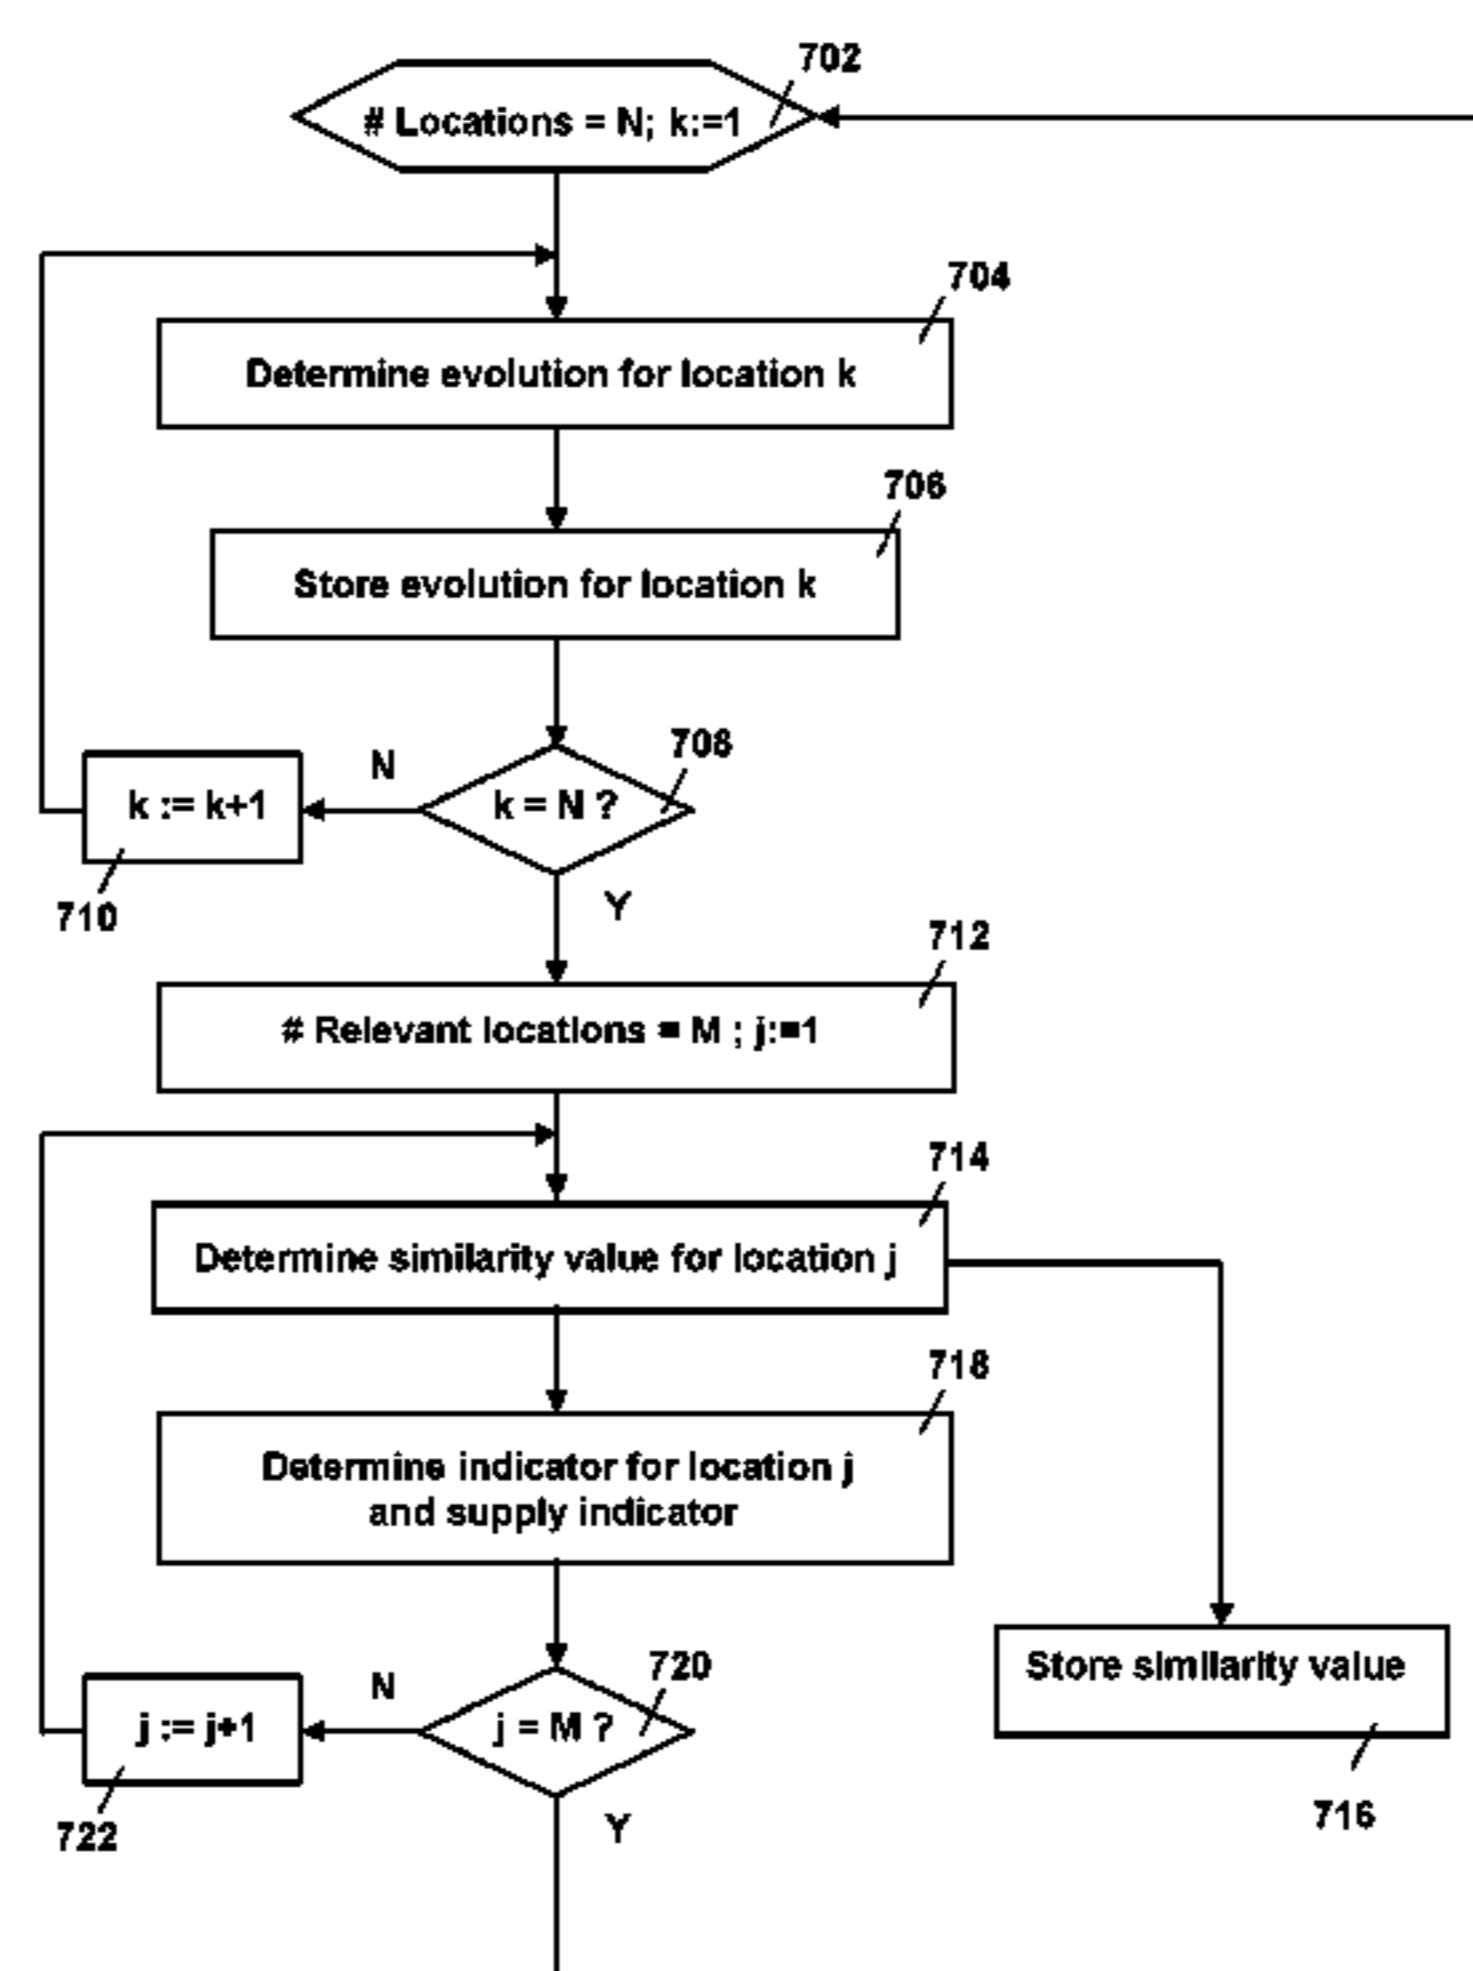 702
# Locations = N; k:=1
704
Determine evolution for location k
706
Store evolution for location k
708
k = N ?
N
k := k+1
710
Y
712
# Relevant locations = M ; j:=1
714
Determine similarity value for location j
718
Determine indicator for location j
and supply indicator
720
j = M ?
N
j := j+1
722
Y
Store similarity value
716